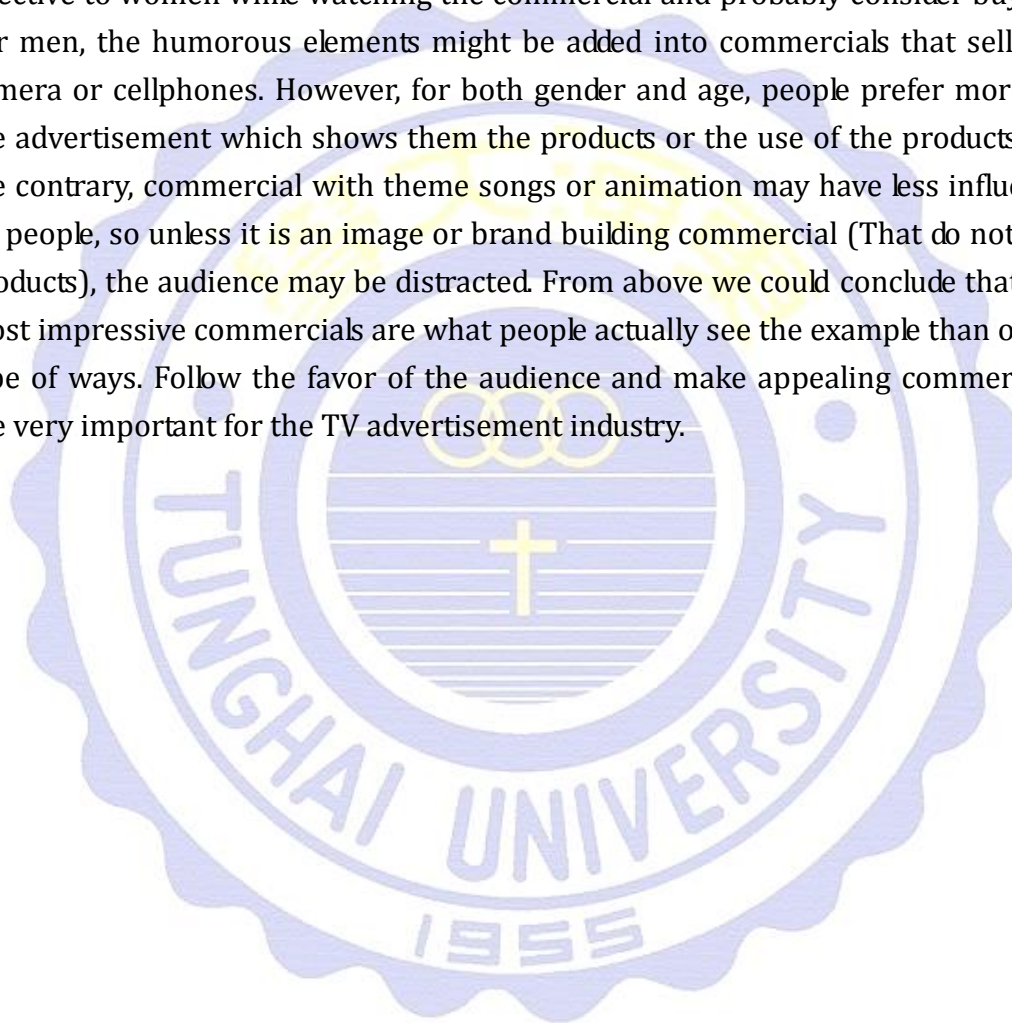 ective to women while watching the commercial and probably consider buy
r men, the humorous elements might be added into commercials that sell
mera or cellphones. However, for both gender and age, people prefer mor
e advertisement which shows them the products or the use of the products
e contrary, commercial with theme songs or animation may have less influe
people, so unless it is an image or brand building commercial (That do not
oducts), the audience may be distracted. From above we could conclude that
ost impressive commercials are what people actually see the example than o
pe of ways. Follow the favor of the audience and make appealing commer
e very important for the TV advertisement industry.
TUNGHAI UNIVERSITY
1955